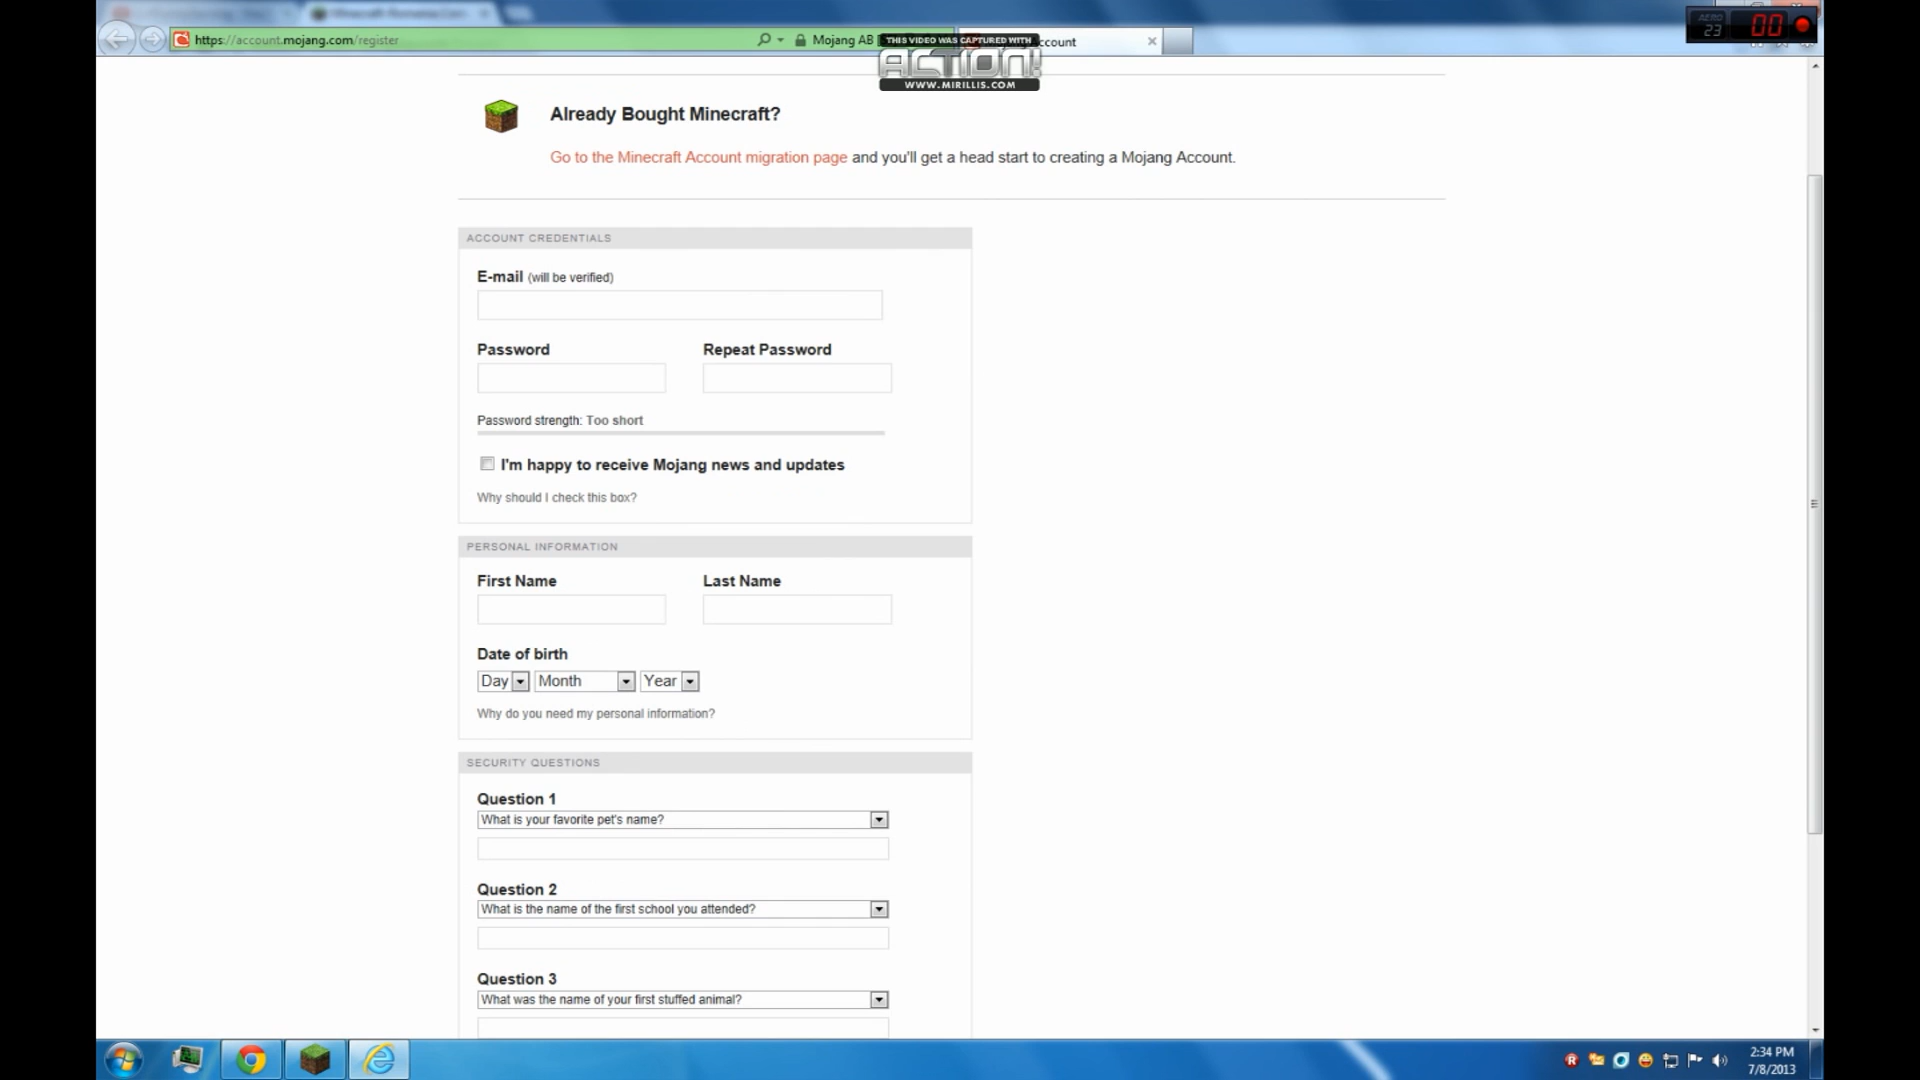 https://account.mojang.com/register
Mojang AB
ccount
AERO
23
00
THIS VIDEO WAS CAPTURED WITH
ACTION!
WWW.MIRILLIS.COM
Already Bought Minecraft?
Go to the Minecraft Account migration page and you'll get a head start to creating a Mojang Account.
ACCOUNT CREDENTIALS
E-mail (will be verified)
Password Repeat Password
Password strength: Too short
I'm happy to receive Mojang news and updates
Why should I check this box?
PERSONAL INFORMATION
First Name Last Name
Date of birth
Day Month Year
Why do you need my personal information?
SECURITY QUESTIONS
Question 1
What is your favorite pet's name?
Question 2
What is the name of the first school you attended?
Question 3
What was the name of your first stuffed animal?
2:34 PM
7/8/2013